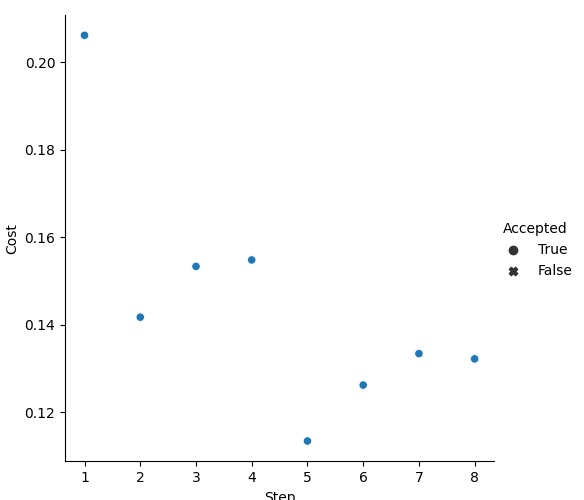 0.20
0.18
0.16
0.14
0.12
Cost
1 2 3 4 5 6 7 8
Step
Accepted
True
False